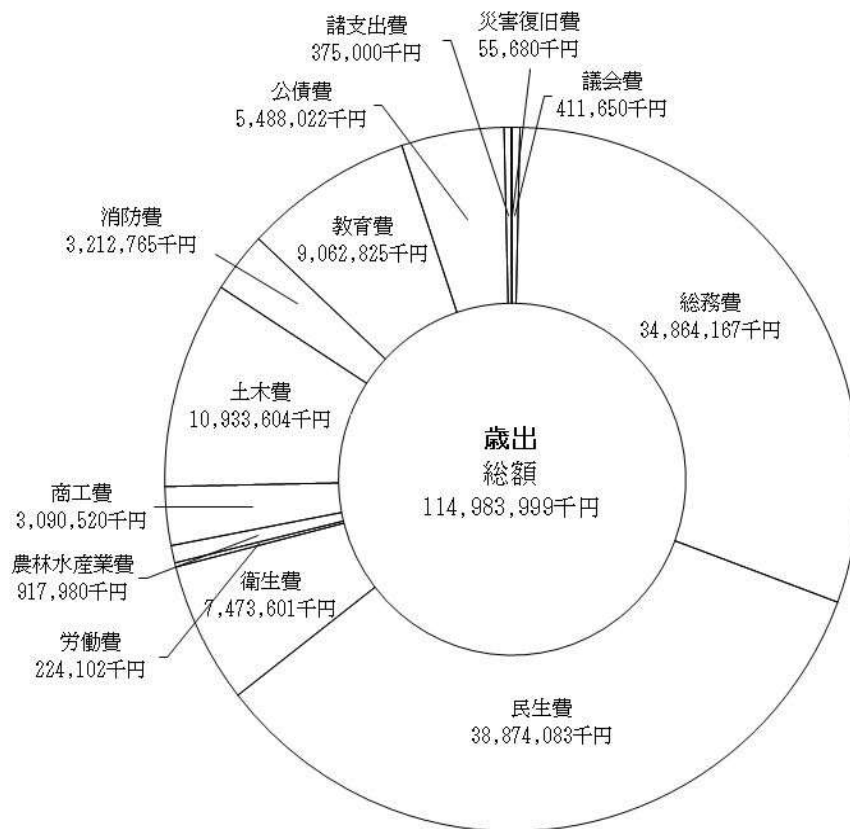 諸支出費
375,000千円
災害復旧費
55,680千円
議会費
411,650千円
公債費
5,488,022千円
消防費
3,212,765千円
教育費
9,062,825千円
総務費
34,864,167千円
土木費
10,933,604千円
歳出
総額
114,983,999千円
商工費
3,090,520千円
農林水産業費
917,980千円
衛生費
7,473,601千円
労働費
224,102千円
民生費
38,874,083千円